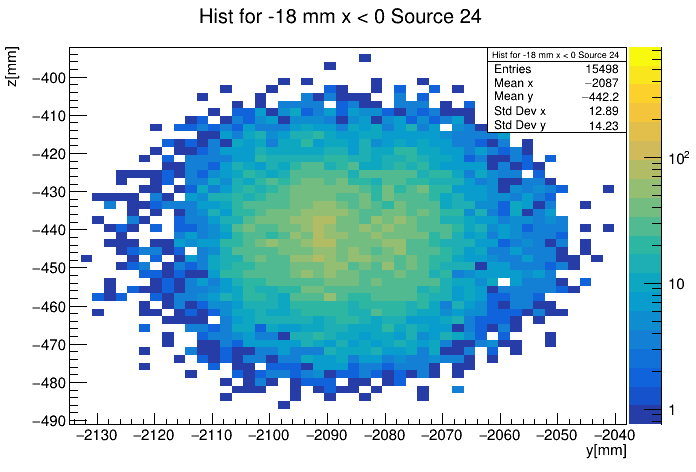 Hist for -18 mm x < 0 Source 24
z[mm]
Hist for -18 mm x < 0 Source 24
Entries 15498
Mean x −2087
Mean y −442.2
Std Dev x 12.89
Std Dev y 14.23
−400
−410
−420
−430
−440
−450
−460
−470
−480
−490
10²
10
1
−2130 −2120 −2110 −2100 −2090 −2080 −2070 −2060 −2050 −2040
y[mm]